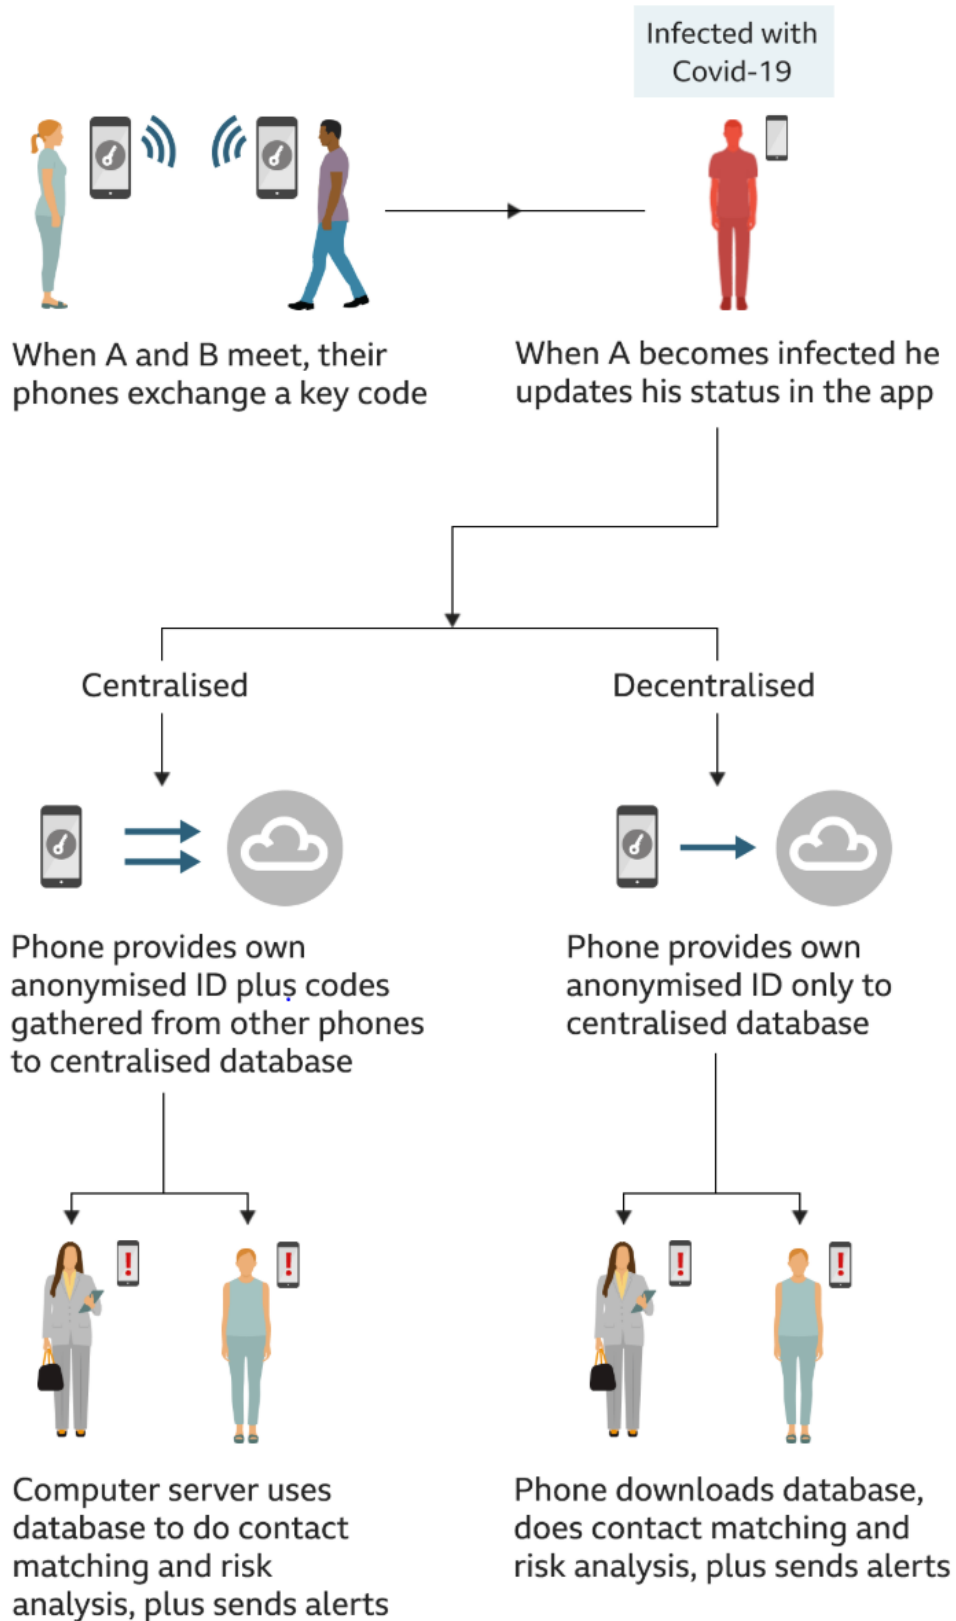 Infected with
Covid-19
When A and B meet, their
phones exchange a key code
When A becomes infected he
updates his status in the app
Centralised
Decentralised
Phone provides own
anonymised ID plus codes
gathered from other phones
to centralised database
Phone provides own
anonymised ID only to
centralised database
Computer server uses
database to do contact
matching and risk
analysis, plus sends alerts
Phone downloads database,
does contact matching and
risk analysis, plus sends alerts